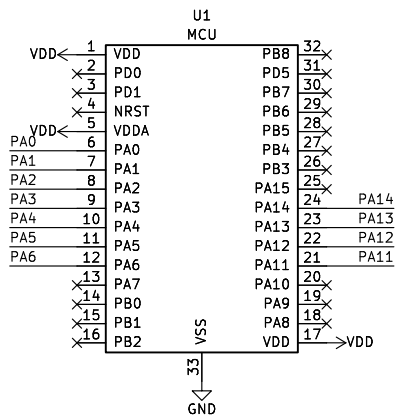 U1
MCU
VDD 1 VDD PB8 32
2 PD0 PD5 31
3 PD1 PB7 30
4 NRST PB6 29
VDD 5 VDDA PB5 28
PA0 6 PA0 PB4 27
PA1 7 PA1 PB3 26
PA2 8 PA2 PA15 25
PA3 9 PA3 PA14 24 PA14
PA4 10 PA4 PA13 23 PA13
PA5 11 PA5 PA12 22 PA12
PA6 12 PA6 PA11 21 PA11
13 PA7 PA10 20
14 PB0 PA9 19
15 PB1 PA8 18
16 PB2 VSS VDD 17 VDD
33
GND